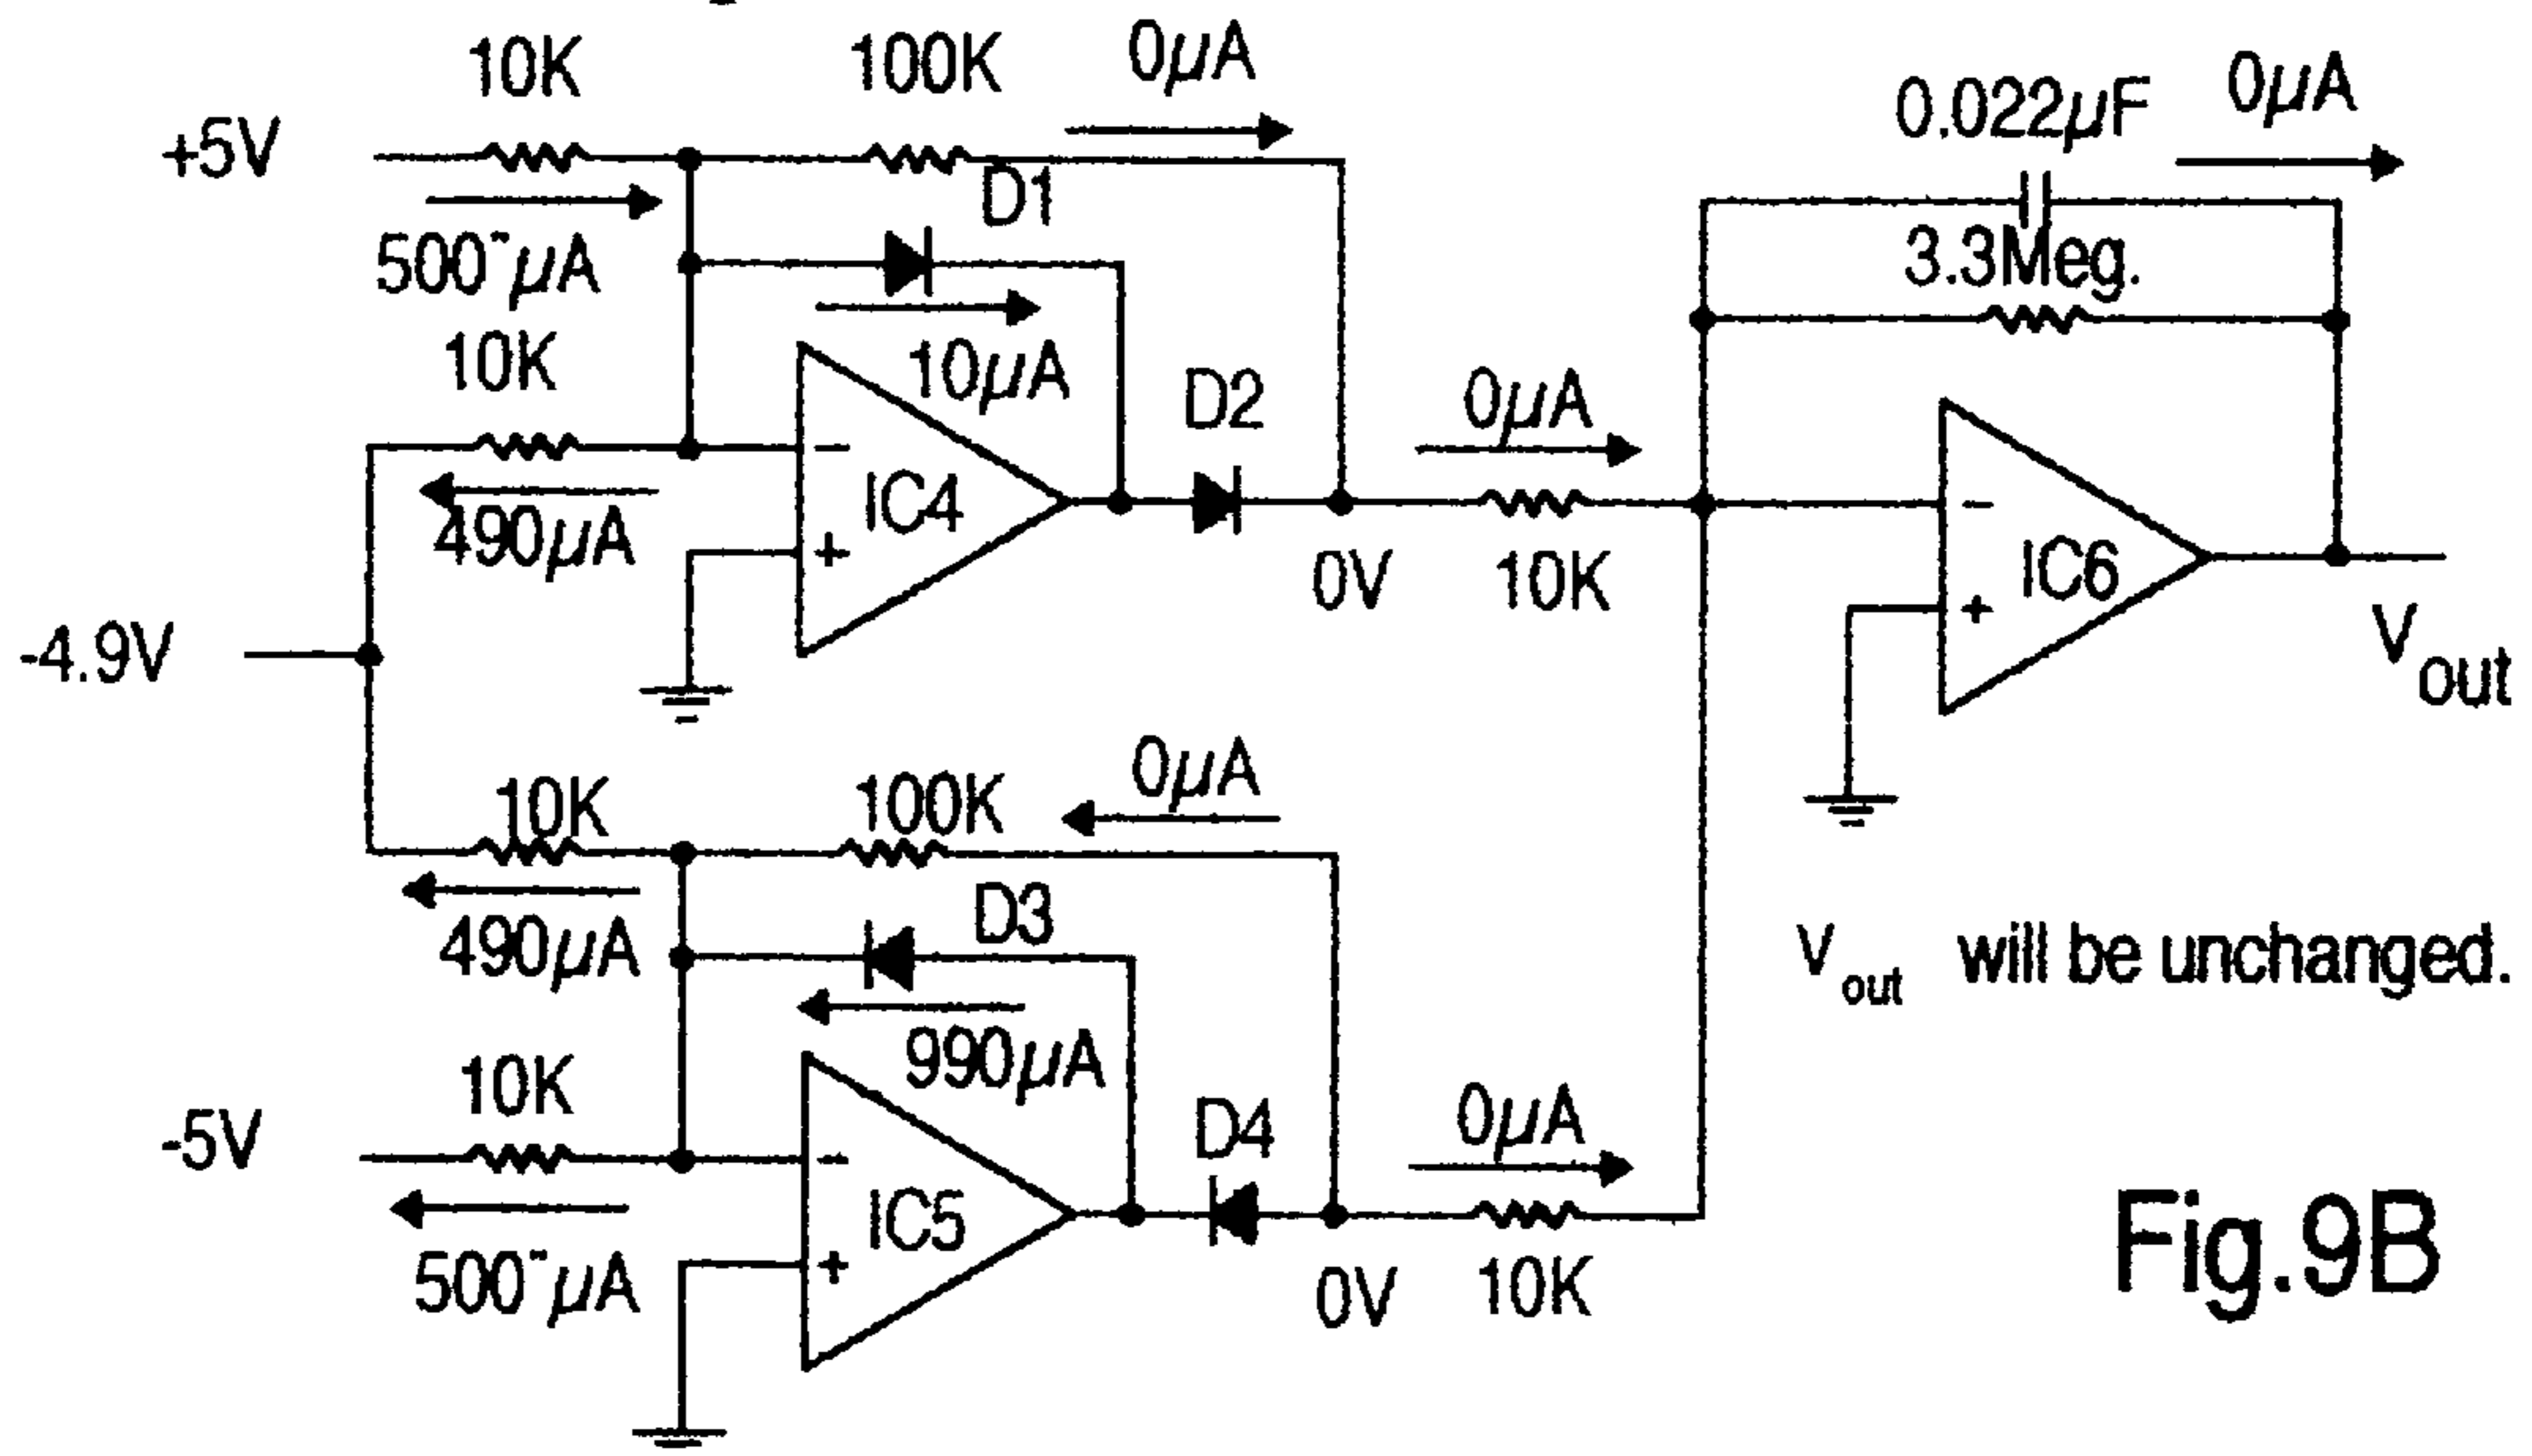 10K
100K
0µA
0.022µF
0µA
+5V
D1
500µA
3.3Meg.
10K
10µA
D2
0µA
−
IC4
−
490µA
+
0V
10K
IC6
+
-4.9V
Vout
10K
100K
0µA
D3
490µA
Vout will be unchanged.
990µA
10K
0µA
D4
-5V
−
IC5
500µA
+
0V
10K
Fig.9B